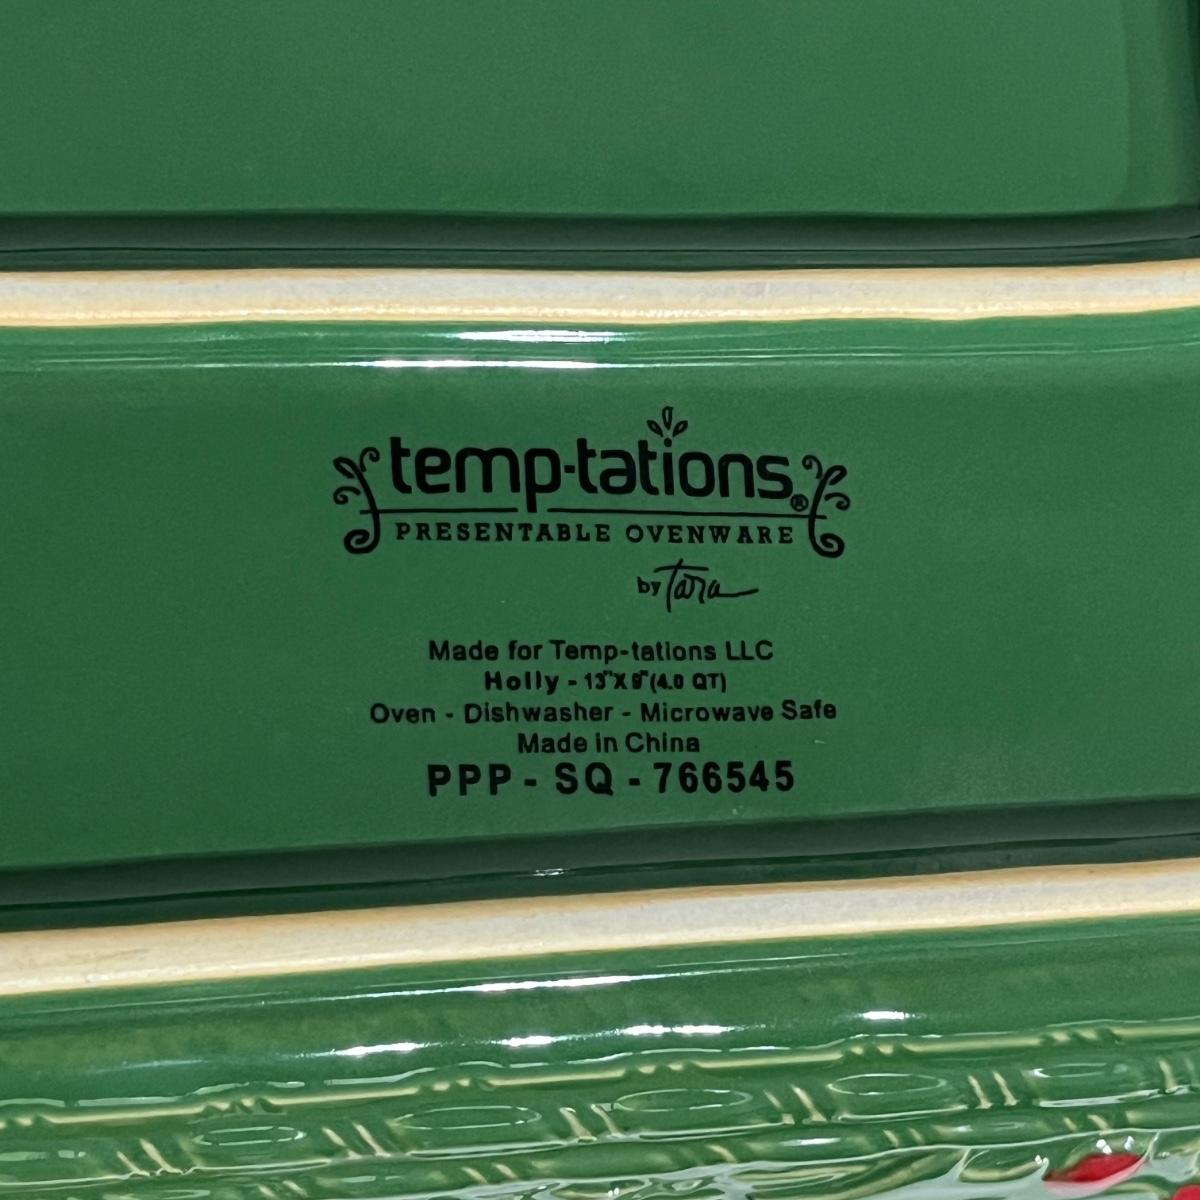 temp-tations®
PRESENTABLE OVENWARE
by Tara
Made for Temp-tations LLC
Holly - 13"X 9"(4.0 QT)
Oven - Dishwasher - Microwave Safe
Made in China
PPP - SQ - 766545